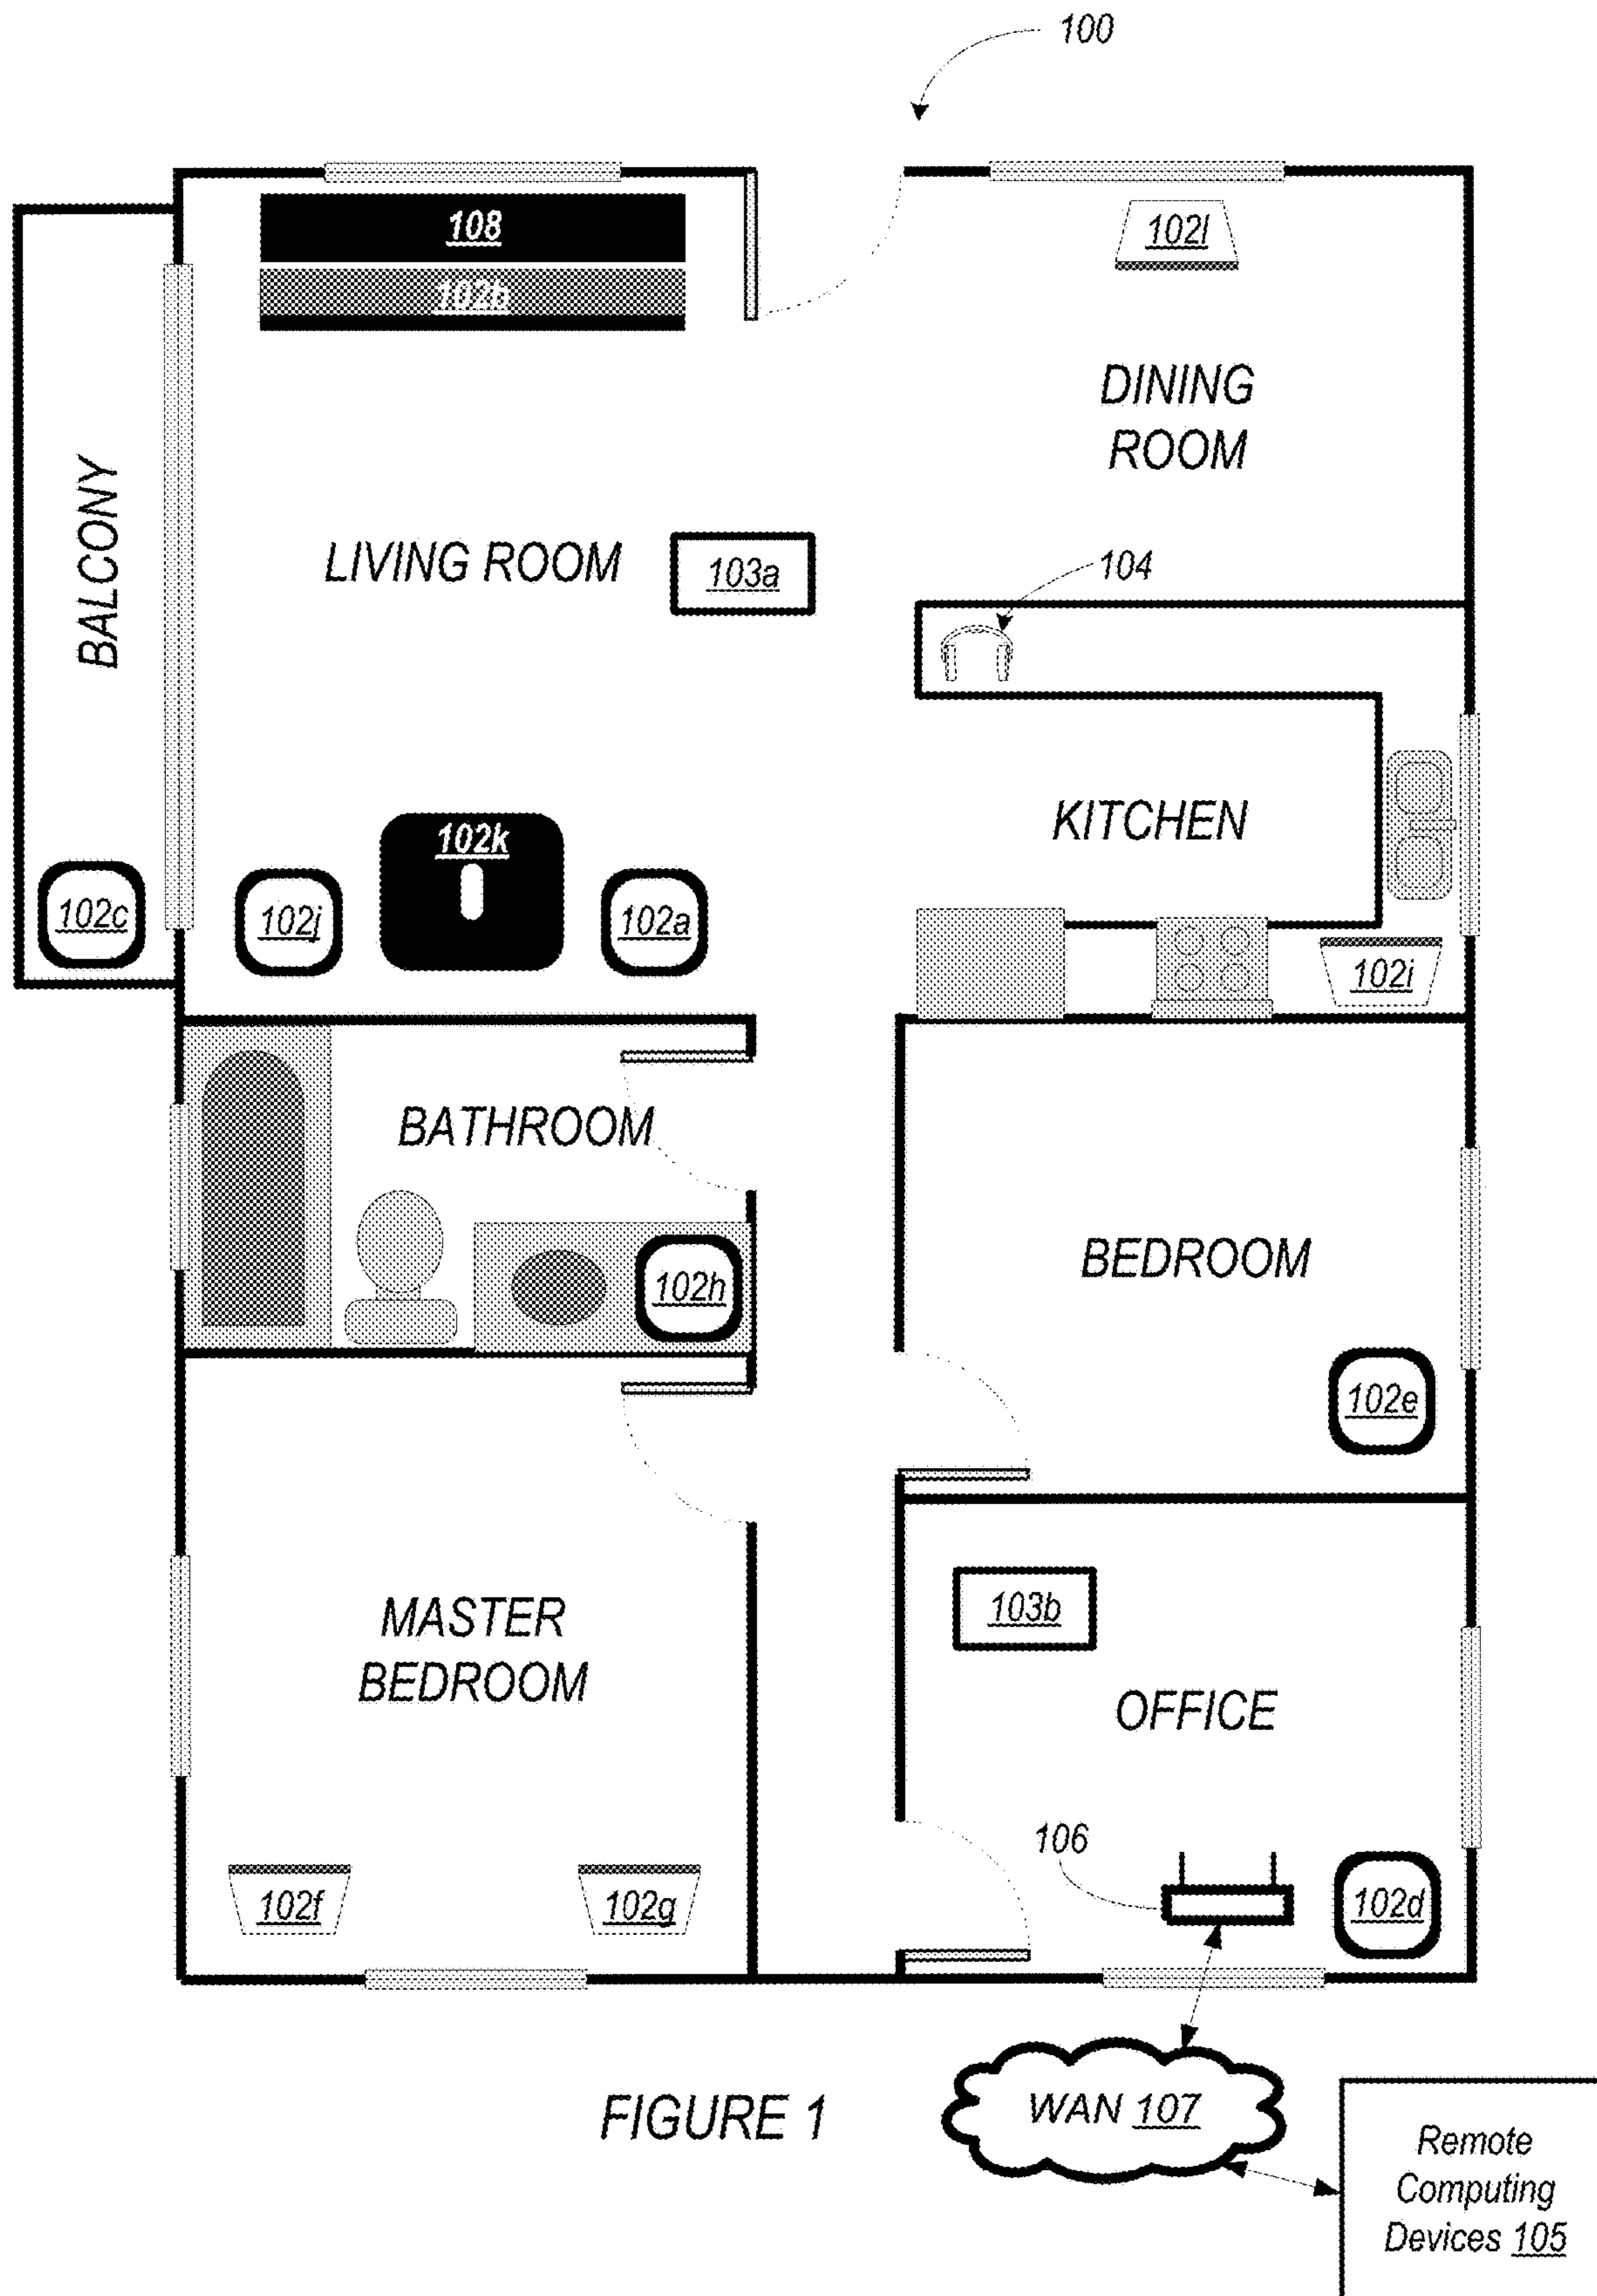 100
108
102b
102l
DINING
ROOM
BALCONY
LIVING ROOM
103a
104
102k
KITCHEN
102c
102j
102a
102i
BATHROOM
BEDROOM
102h
102e
MASTER
BEDROOM
103b
OFFICE
106
102f
102g
102d
FIGURE 1
WAN 107
Remote
Computing
Devices 105